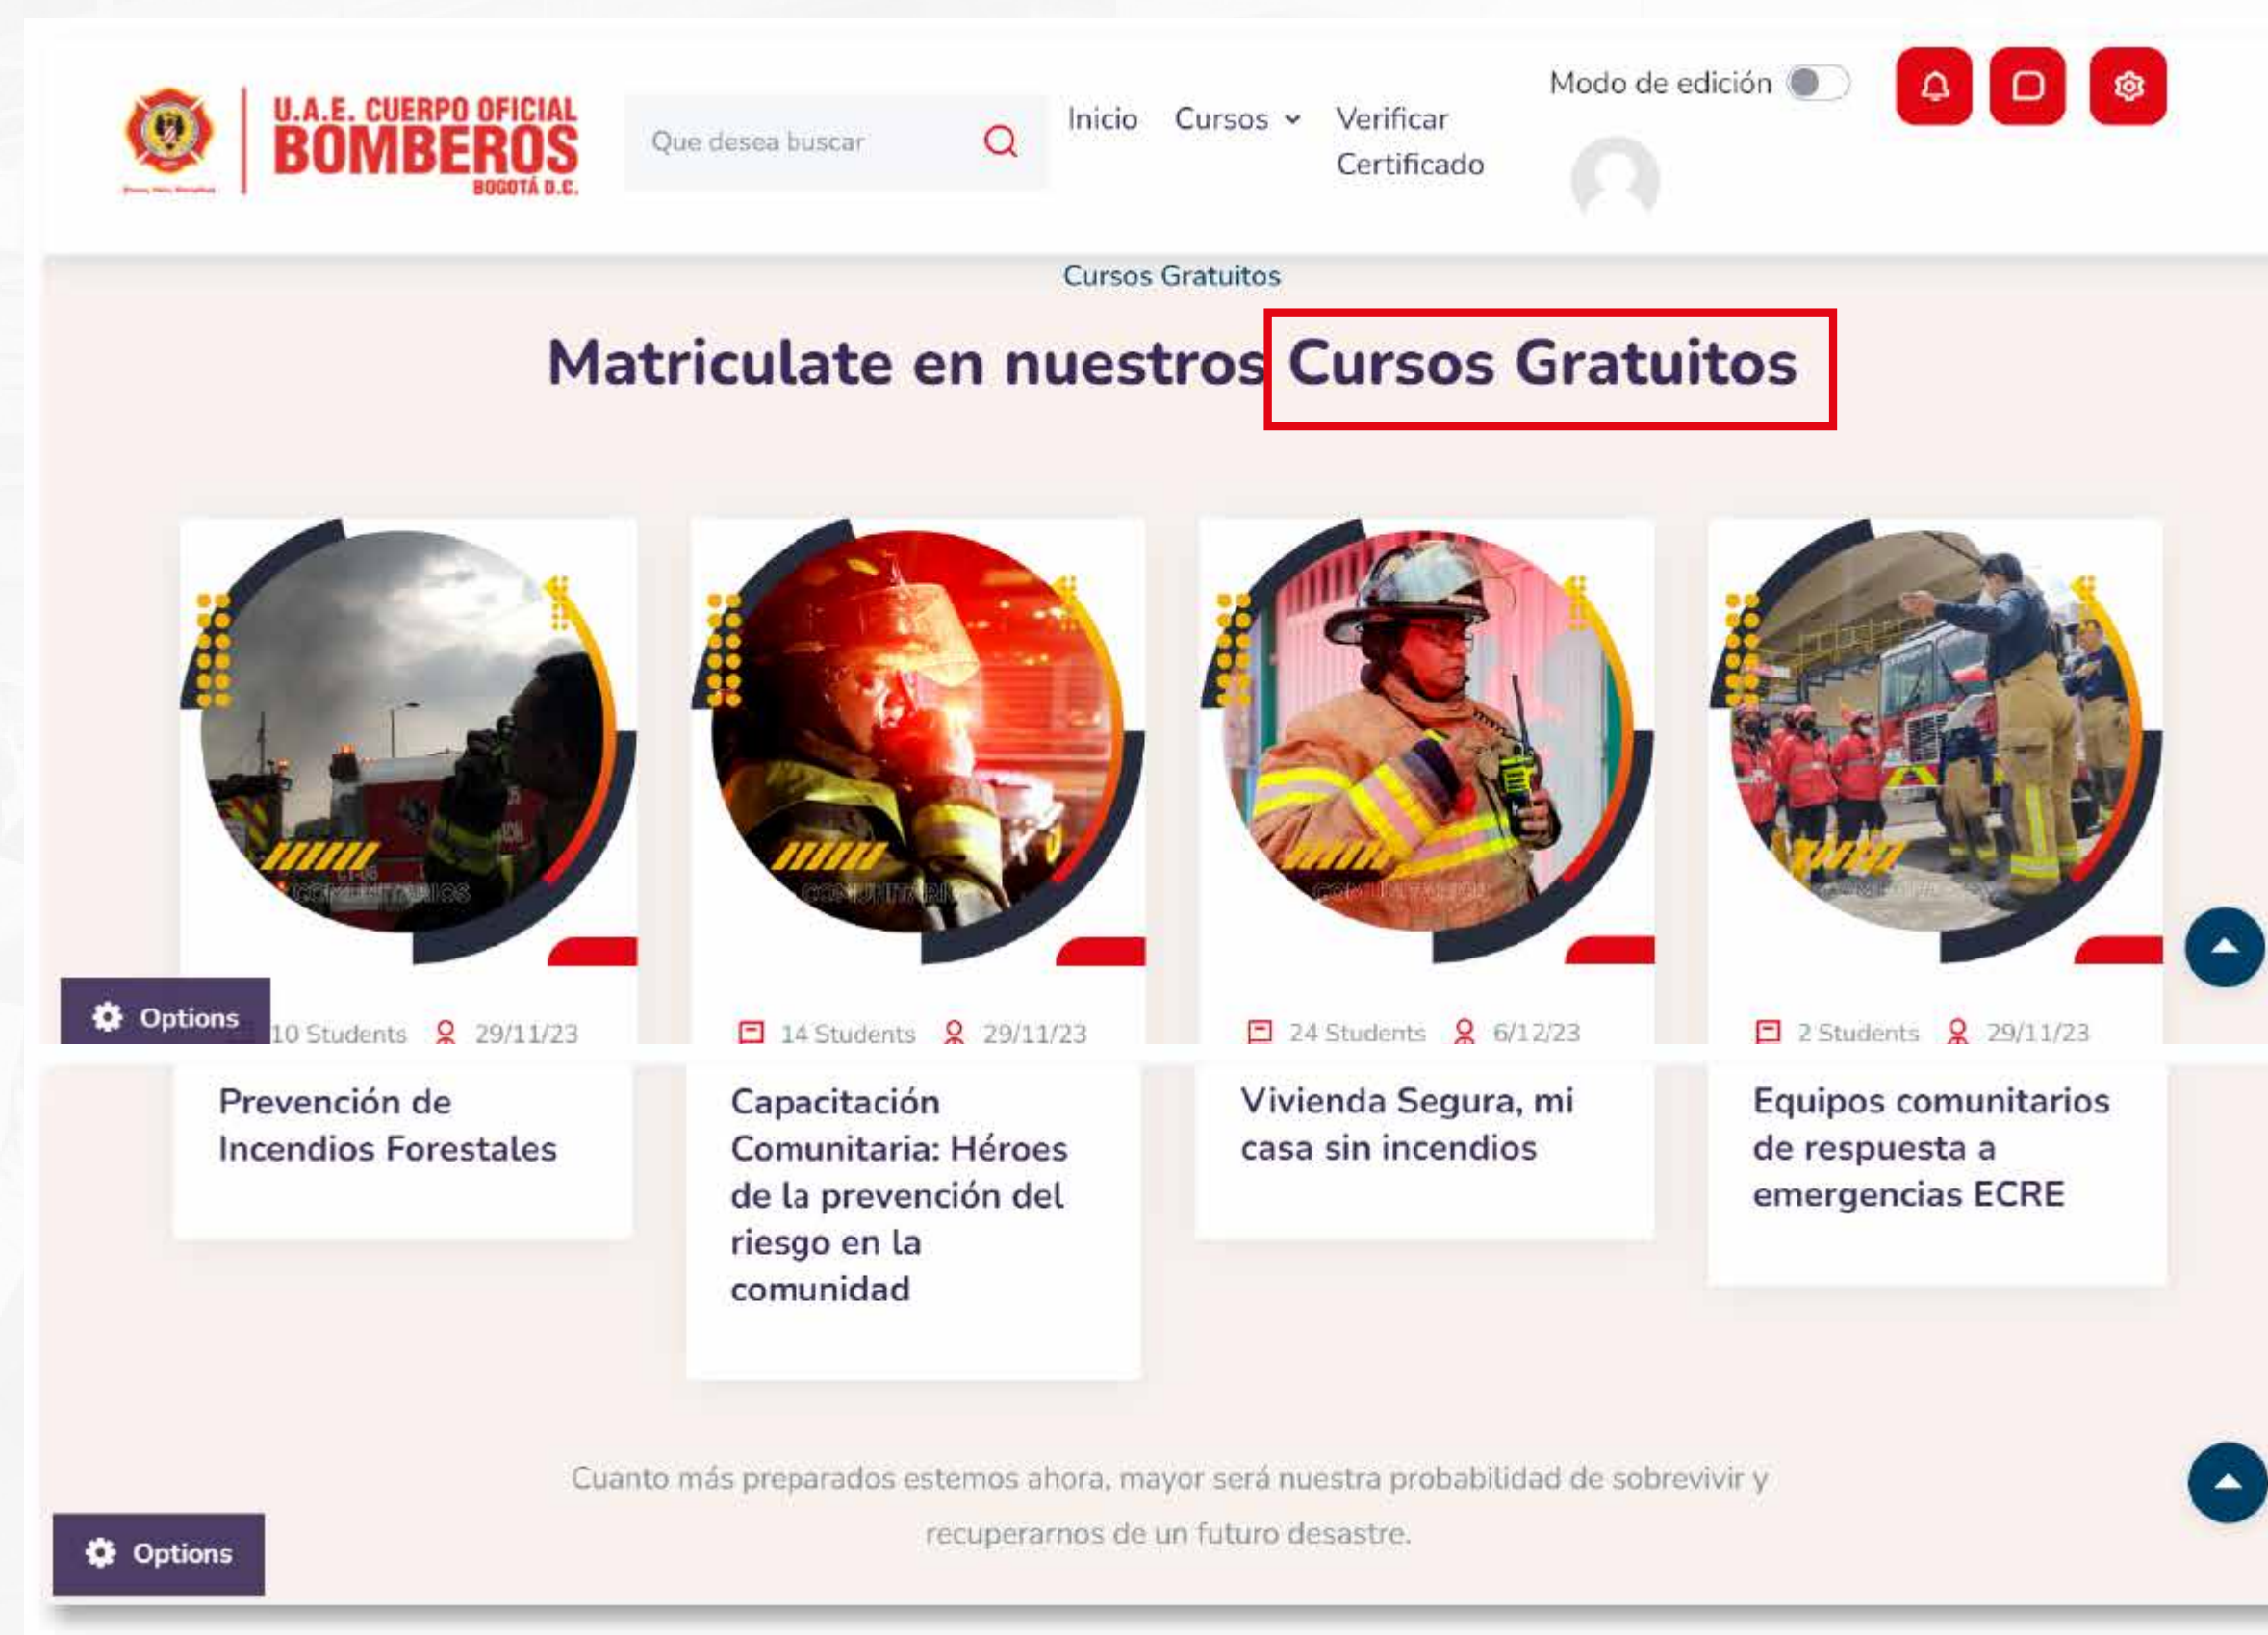 U.A.E. CUERPO OFICIAL
BOMBEROS
BOGOTÁ D.C.
Que desea buscar
Inicio
Cursos
Verificar
Certificado
Modo de edición
Cursos Gratuitos
Matriculate en nuestros Cursos Gratuitos
COMUNITARIOS
Options
10 Students 29/11/23
14 Students 29/11/23
24 Students 6/12/23
2 Students 29/11/23
Prevención de
Incendios Forestales
Capacitación
Comunitaria: Héroes
de la prevención del
riesgo en la
comunidad
Vivienda Segura, mi
casa sin incendios
Equipos comunitarios
de respuesta a
emergencias ECRE
Cuanto más preparados estemos ahora, mayor será nuestra probabilidad de sobrevivir y
recuperarnos de un futuro desastre.
Options